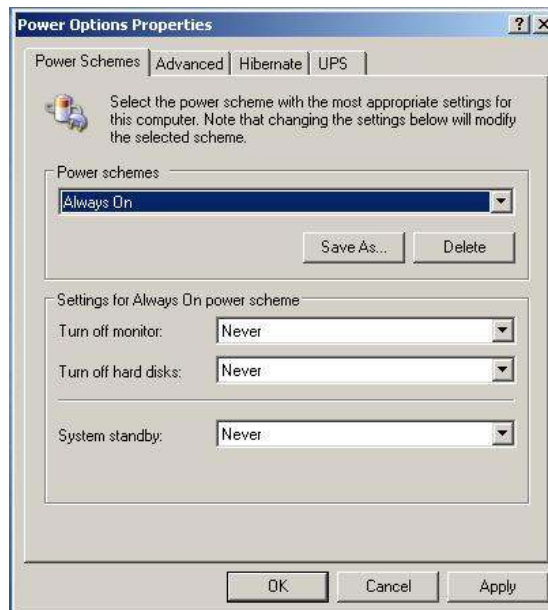 Power Options Properties
Power Schemes Advanced Hibernate UPS
Select the power scheme with the most appropriate settings for
this computer. Note that changing the settings below will modify
the selected scheme.
Power schemes
Always On
Save As... Delete
Settings for Always On power scheme
Turn off monitor: Never
Turn off hard disks: Never
System standby: Never
OK Cancel Apply